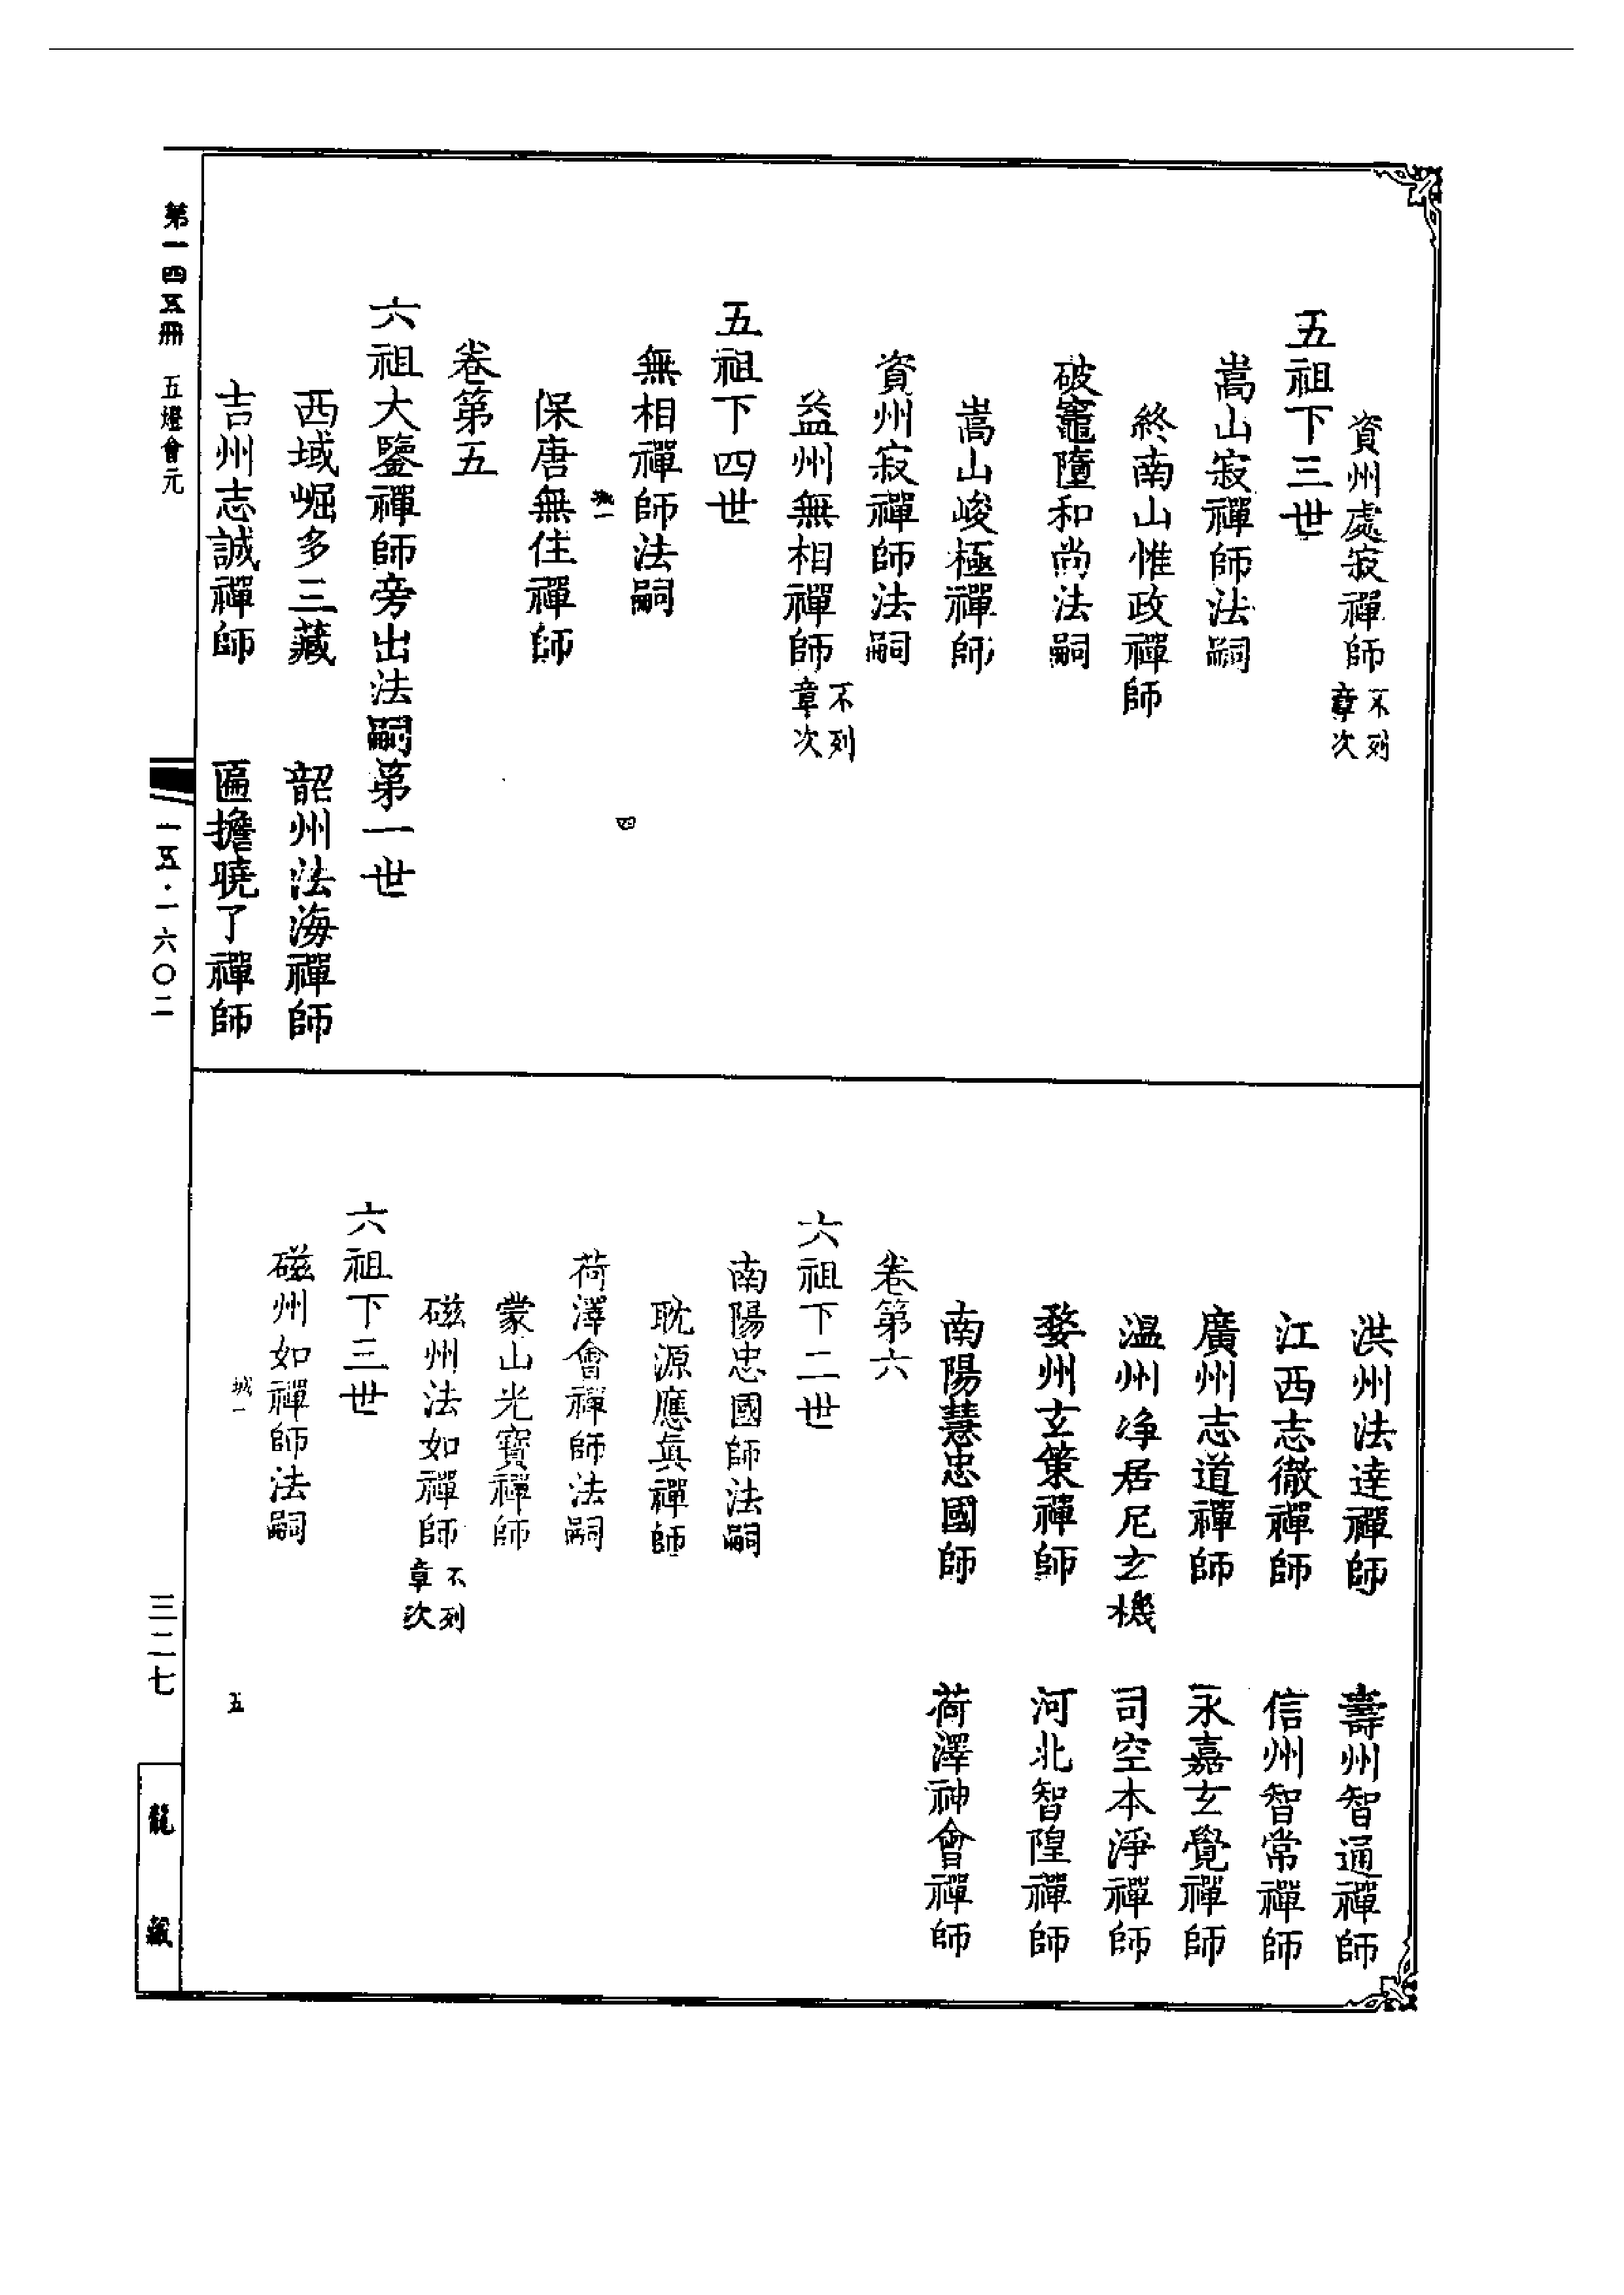 資州處寂禪師不列章次
五祖下三世
嵩山寂禪師法嗣
終南山惟政禪師
破竈墮和尚法嗣
嵩山峻極禪師
資州寂禪師法嗣
益州無相禪師不列章次
五祖下四世
無相禪師法嗣
城一 四
保唐無住禪師
卷第五
六祖大鑒禪師旁出法嗣第一世
西域崛多三藏 韶州法海禪師
吉州志誠禪師 匾擔曉了禪師
洪州法達禪師 壽州智通禪師
江西志徹禪師 信州智常禪師
廣州志道禪師 永嘉玄覺禪師
溫州净居尼玄機 司空本淨禪師
婺州玄策禪師 河北智隍禪師
南陽慧忠國師 荷澤神會禪師
卷第六
六祖下二世
南陽忠國師法嗣
耽源應真禪師
荷澤會禪師法嗣
蒙山光寶禪師
磁州法如禪師不列章次
六祖下三世
磁州如禪師法嗣
城一 五
第一四五冊 五燈會元 一五·一六〇二 三二七 龍藏